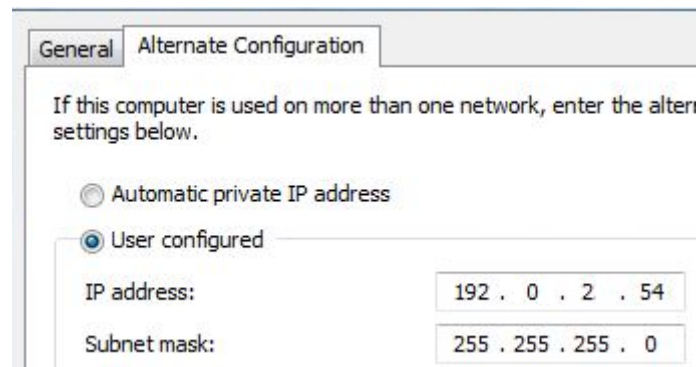 General Alternate Configuration
If this computer is used on more than one network, enter the
settings below.
Automatic private IP address
User configured
IP address: 192 . 0 . 2 . 54
Subnet mask: 255 . 255 . 255 . 0